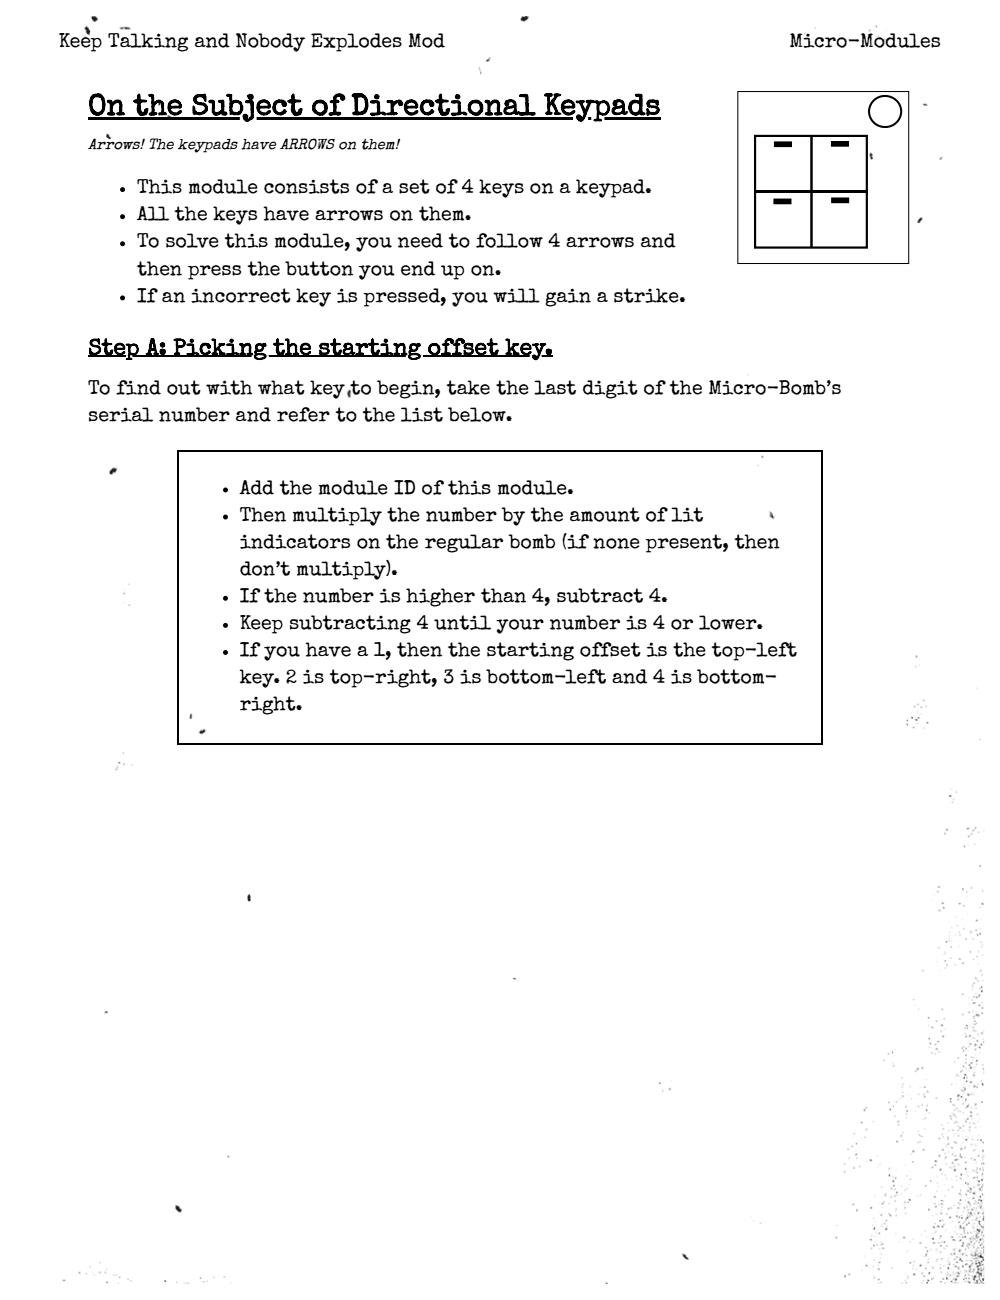 Keep Talking and Nobody Explodes Mod
Micro-Modules
On the Subject of Directional Keypads
Arrows! The keypads have ARROWS on them!
• This module consists of a set of 4 keys on a keypad.
• All the keys have arrows on them.
• To solve this module, you need to follow 4 arrows and
then press the button you end up on.
• If an incorrect key is pressed, you will gain a strike.
Step A: Picking the starting offset key.
To find out with what key to begin, take the last digit of the Micro-Bomb's
serial number and refer to the list below.
• Add the module ID of this module.
• Then multiply the number by the amount of lit
indicators on the regular bomb (if none present, then
don't multiply).
• If the number is higher than 4, subtract 4.
• Keep subtracting 4 until your number is 4 or lower.
• If you have a 1, then the starting offset is the top-left
key. 2 is top-right, 3 is bottom-left and 4 is bottom-
right.